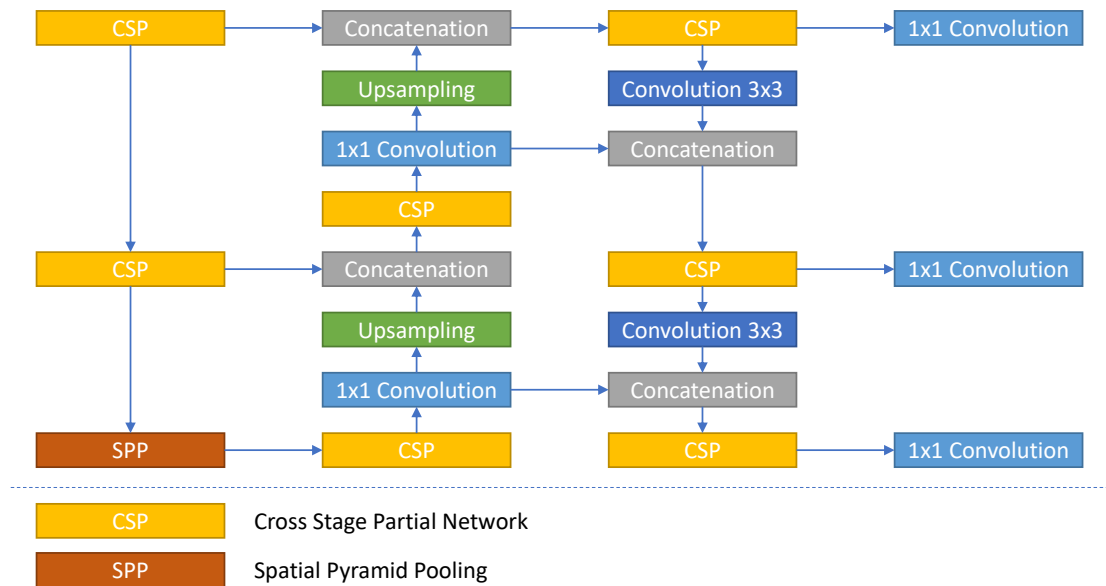 CSP Concatenation CSP 1x1 Convolution
Upsampling Convolution 3x3
1x1 Convolution Concatenation
CSP
CSP Concatenation CSP 1x1 Convolution
Upsampling Convolution 3x3
1x1 Convolution Concatenation
SPP CSP CSP 1x1 Convolution
CSP Cross Stage Partial Network
SPP Spatial Pyramid Pooling